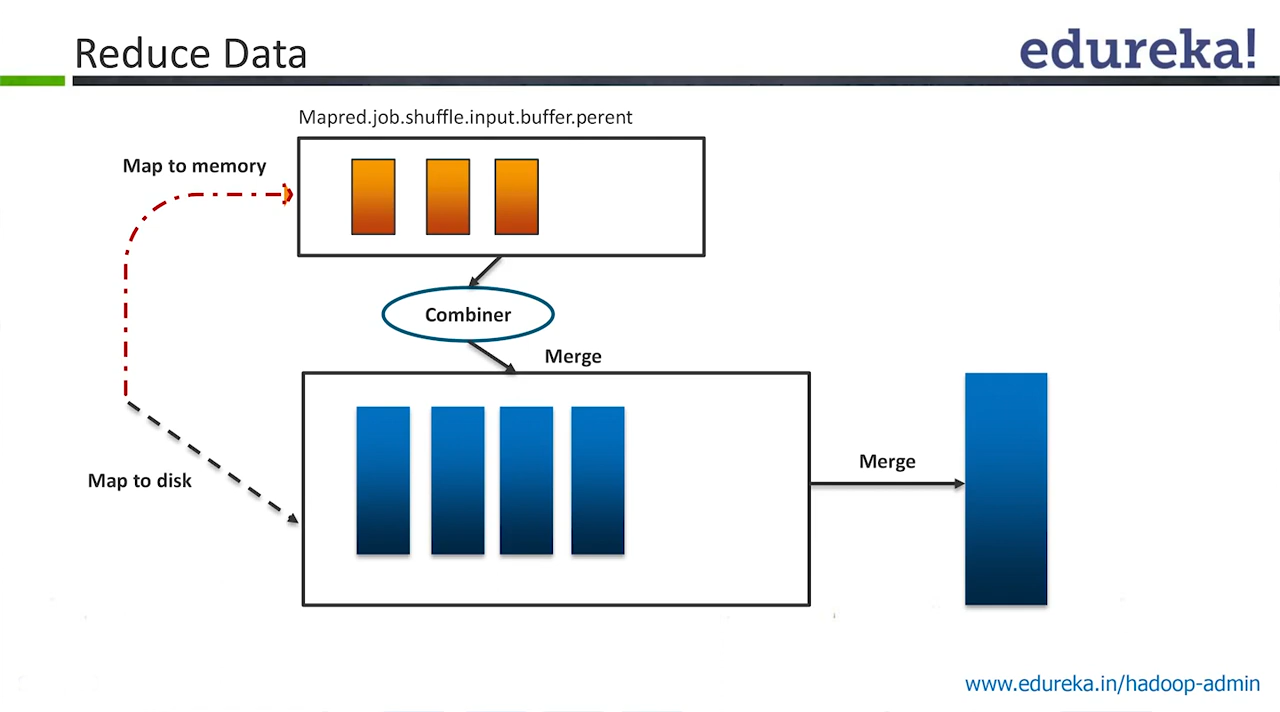 Reduce Data
edureka!
Mapred.job.shuffle.input.buffer.perent
Map to memory
Combiner
Merge
Map to disk
Merge
www.edureka.in/hadoop-admin